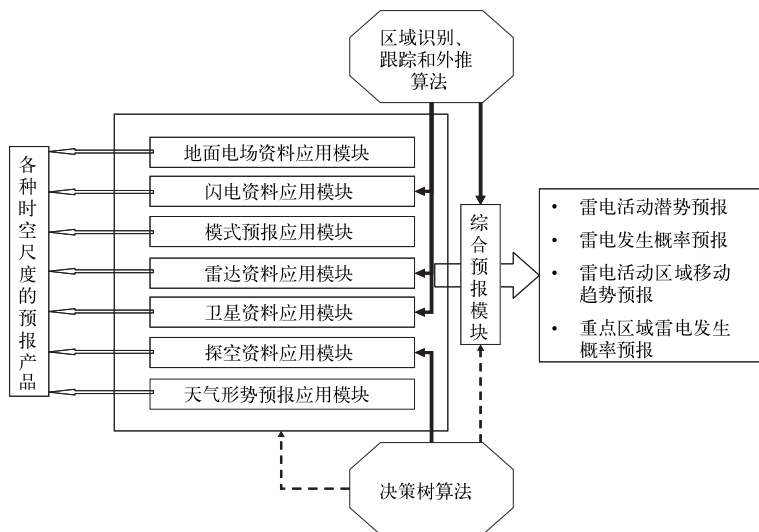 区域识别、
跟踪和外推
算法
各种时空尺度的预报产品
地面电场资料应用模块
闪电资料应用模块
模式预报应用模块
雷达资料应用模块
卫星资料应用模块
探空资料应用模块
天气形势预报应用模块
综合预报模块
• 雷电活动潜势预报
• 雷电发生概率预报
• 雷电活动区域移动
趋势预报
• 重点区域雷电发生
概率预报
决策树算法